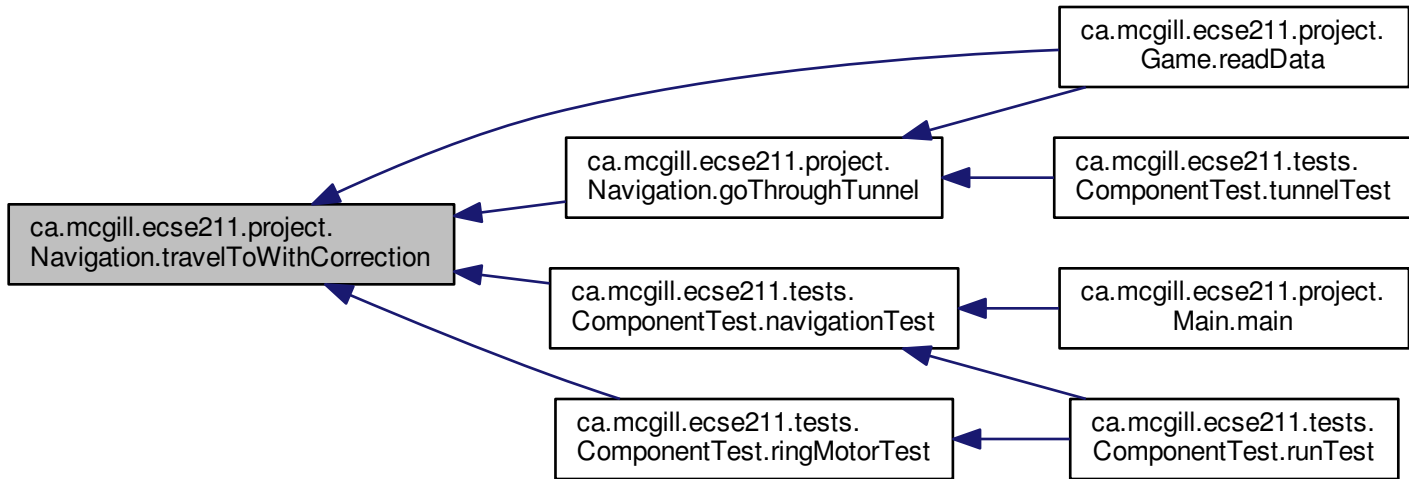 ca.mcgill.ecse211.project.
Navigation.travelToWithCorrection
ca.mcgill.ecse211.project.
Game.readData
ca.mcgill.ecse211.project.
Navigation.goThroughTunnel
ca.mcgill.ecse211.tests.
ComponentTest.tunnelTest
ca.mcgill.ecse211.tests.
ComponentTest.navigationTest
ca.mcgill.ecse211.project.
Main.main
ca.mcgill.ecse211.tests.
ComponentTest.ringMotorTest
ca.mcgill.ecse211.tests.
ComponentTest.runTest